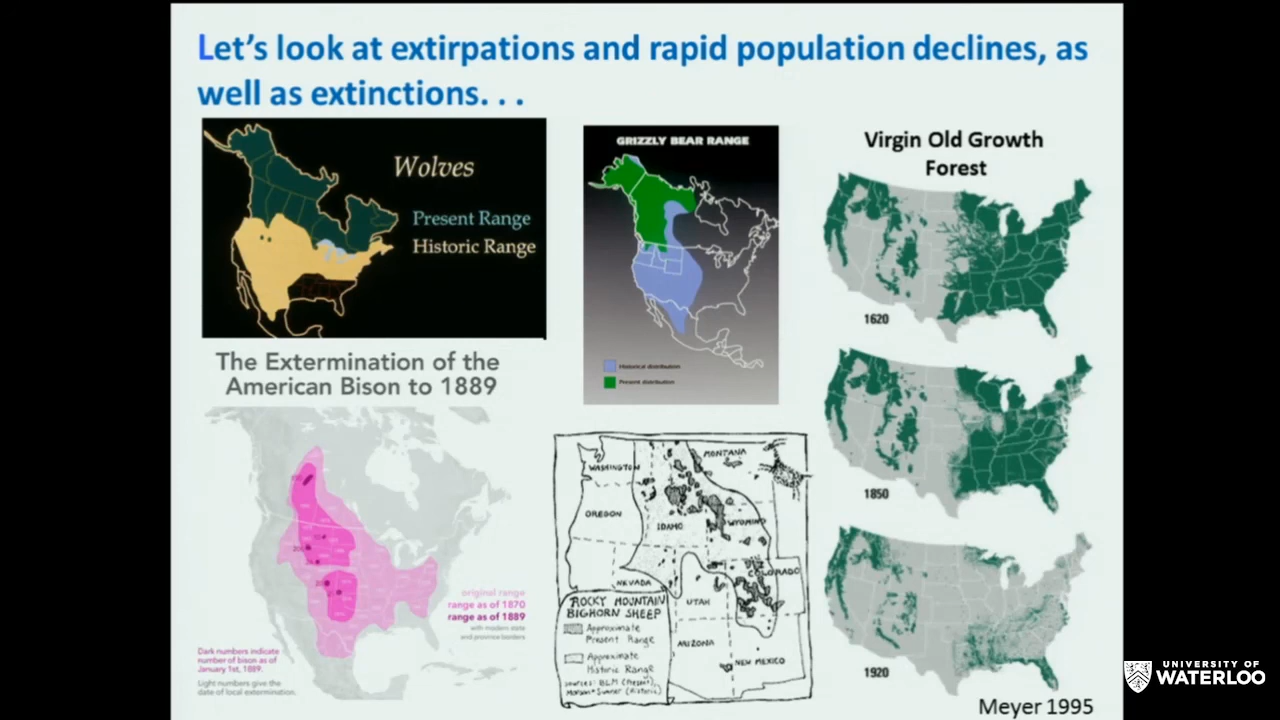 Let's look at extirpations and rapid population declines, as
well as extinctions. . .
Wolves
Present Range
Historic Range
GRIZZLY BEAR RANGE
Historical distribution
Present distribution
Virgin Old Growth
Forest
1620
1850
1920
The Extermination of the
American Bison to 1889
original range
range as of 1870
range as of 1889
with modern state
and province borders
Dark numbers indicate
number of bison as of
January 1st, 1889.
Light numbers give the
date of local extermination.
WASHINGTON
MONTANA
OREGON
IDAHO
WYOMING
NEVADA
UTAH
COLORADO
ARIZONA
NEW MEXICO
ROCKY MOUNTAIN
BIGHORN SHEEP
Approximate
Present Range
Approximate
Historic Range
Sources: BLM (Present),
Sumner (Historic)
Meyer 1995
UNIVERSITY OF
WATERLOO